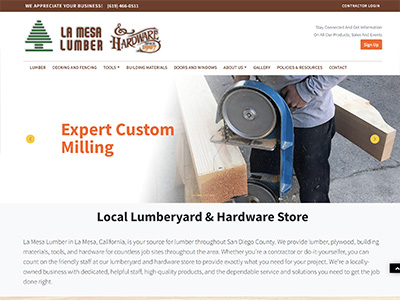 WE APPRECIATE YOUR BUSINESS! (619) 466-6531
CONTRACTOR LOGIN
LA MESA
LUMBER
& HARDWARE
Stay Connected And Get Information
On All Our Products, Sales And Events
Sign Up
LUMBER DECKING AND FENCING TOOLS BUILDING MATERIALS DOORS AND WINDOWS ABOUT US GALLERY POLICIES & RESOURCES CONTACT
Expert Custom
Milling
Local Lumberyard & Hardware Store
La Mesa Lumber in La Mesa, California, is your source for lumber throughout San Diego County. We provide lumber, plywood, building
materials, tools, and hardware for countless job sites throughout the area. Whether you're a contractor or do-it-yourselfer, you can
count on the friendly staff at our lumberyard and hardware store to provide exactly what you need for your project. We're a locally-
owned business with dedicated, helpful staff, high-quality products, and the dependable service and solutions you need to get the job
done right.